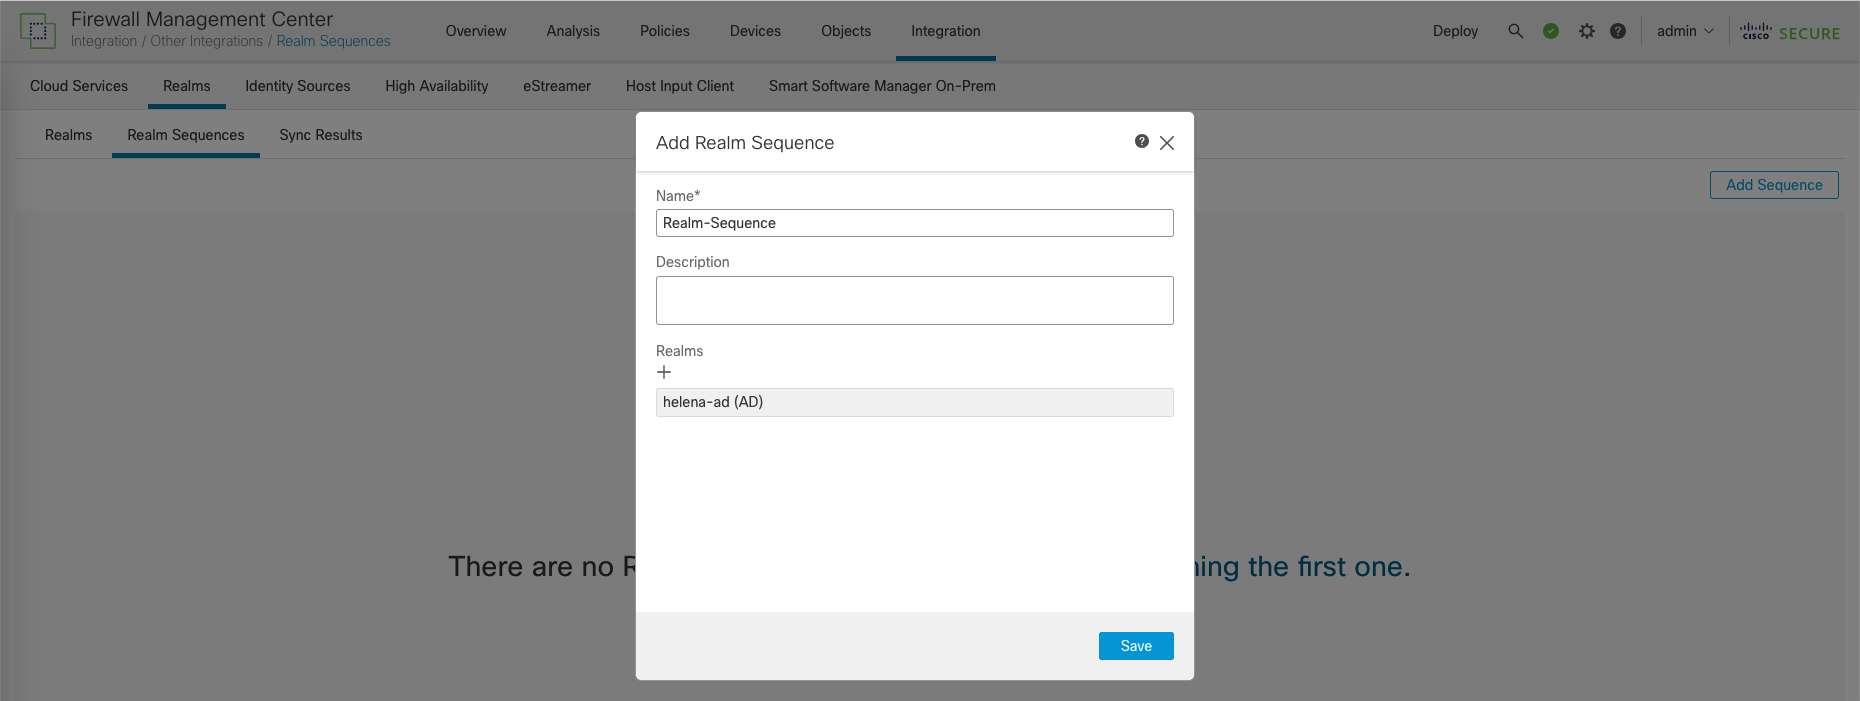 Firewall Management Center
Integration / Other Integrations / Realm Sequences
Overview
Analysis
Policies
Devices
Objects
Integration
Deploy
admin
cisco SECURE
Cloud Services
Realms
Identity Sources
High Availability
eStreamer
Host Input Client
Smart Software Manager On-Prem
Realms
Realm Sequences
Sync Results
Add Sequence
Add Realm Sequence
Name*
Realm-Sequence
Description
Realms
helena-ad (AD)
There are no
the first one.
Save